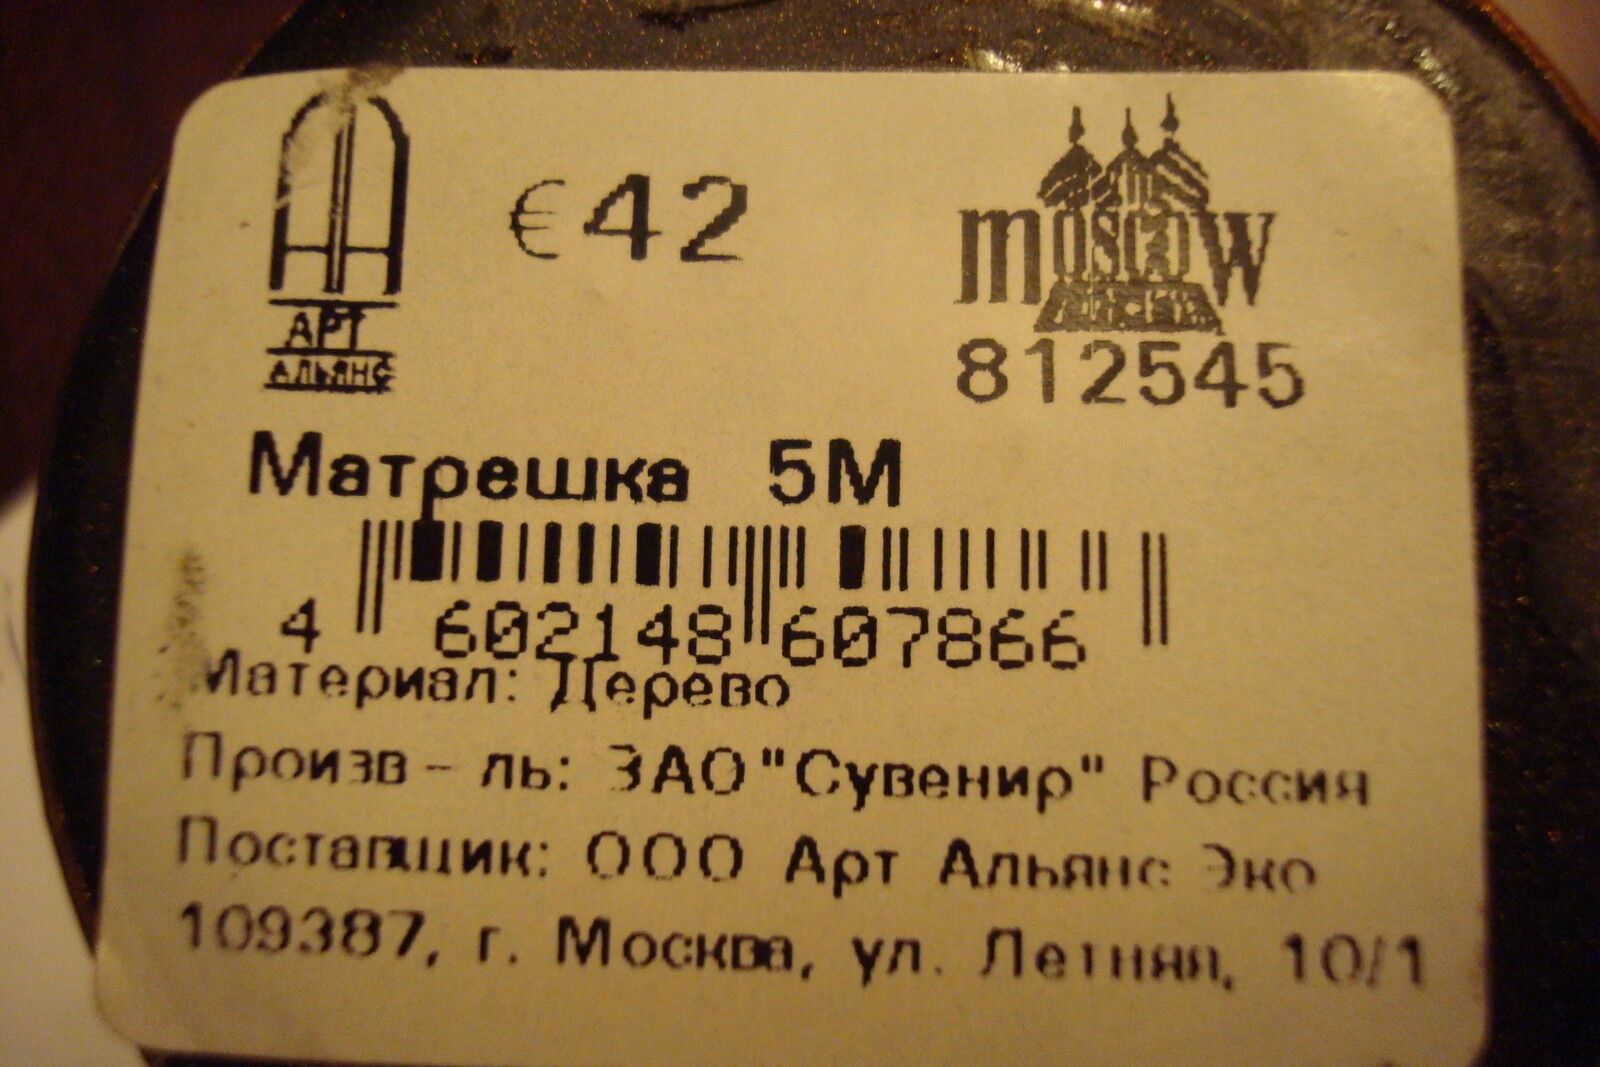 €42
moscow
АРТ
АЛЬЯНС
812545
Матрешка 5М
4 602148 607866
Материал: Дерево
Произв - ль: ЗАО "Сувенир" Россия
Поставщик: ООО Арт Альянс Эко
109387, г. Москва, ул. Летняя, 10/1